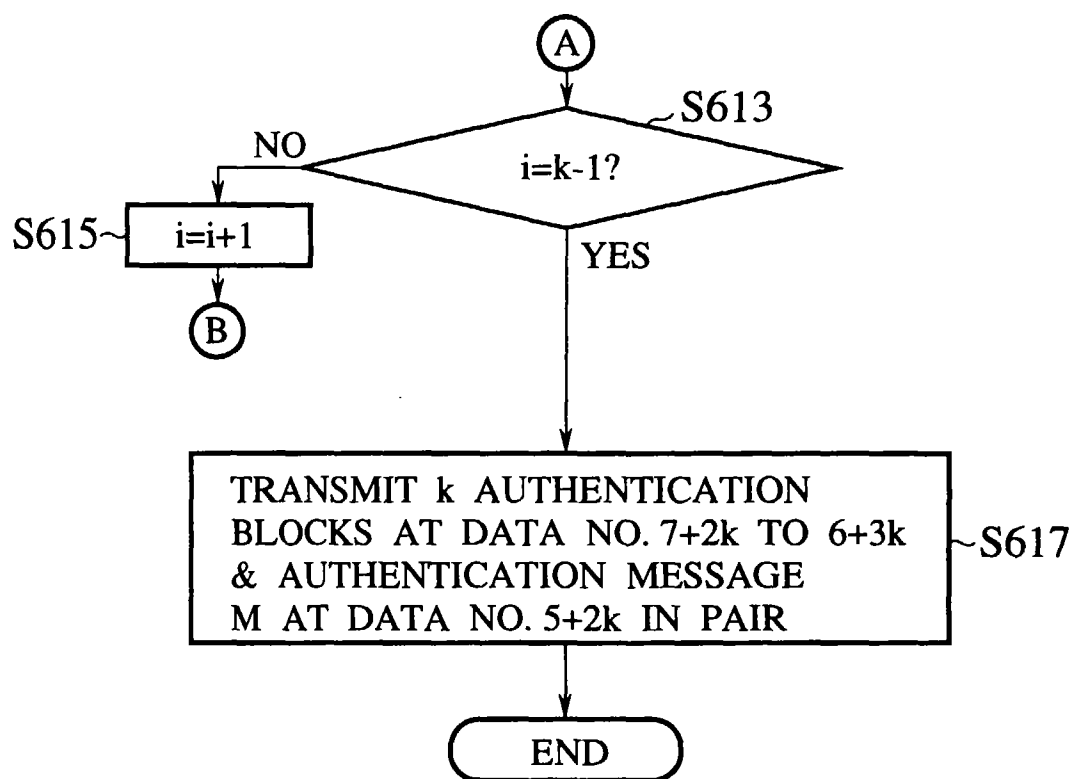 A
S613
NO
i=k-1?
S615
i=i+1
YES
B
TRANSMIT k AUTHENTICATION
BLOCKS AT DATA NO. 7+2k TO 6+3k
& AUTHENTICATION MESSAGE
M AT DATA NO. 5+2k IN PAIR
S617
END